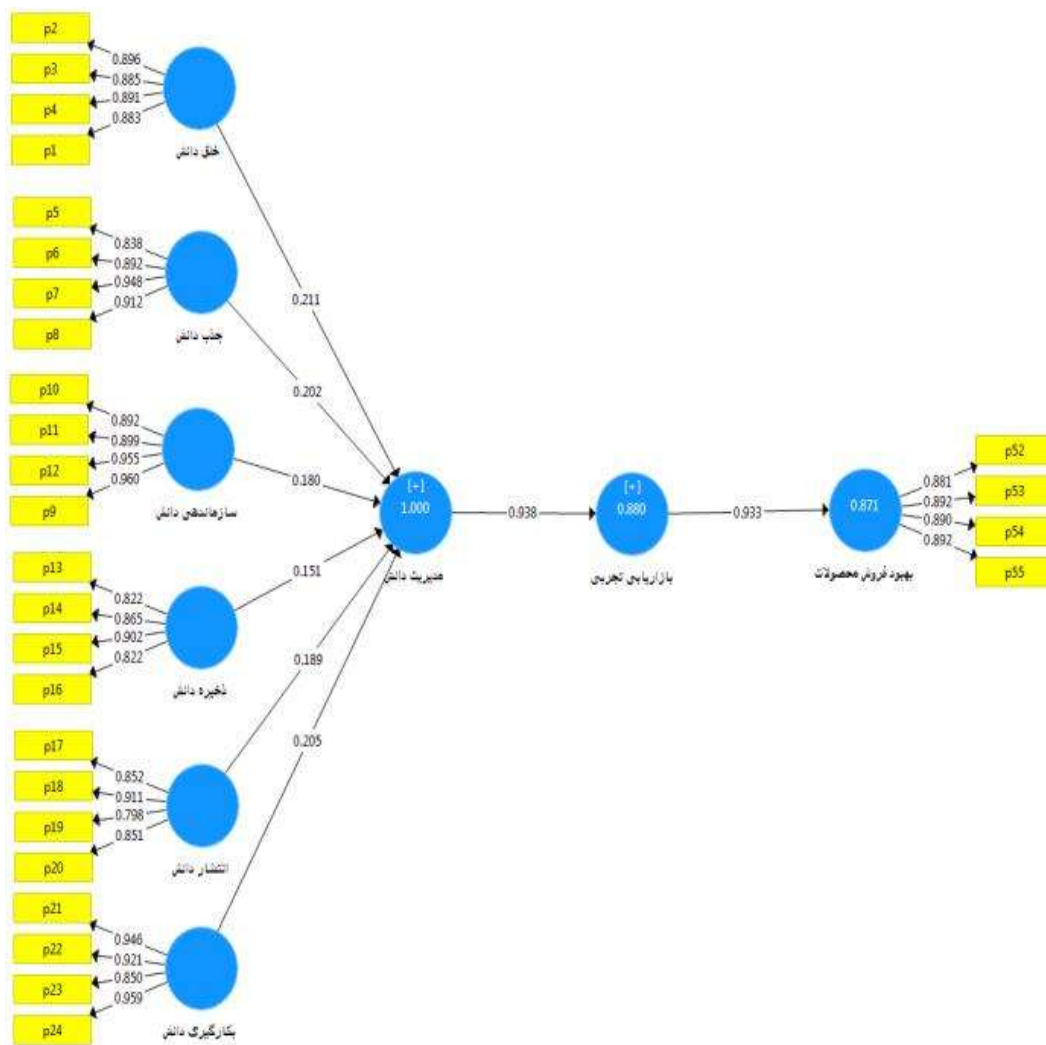 p2
p3
p4
p1
0.896
0.885
0.891
0.883
خلق دانش
p5
p6
p7
p8
0.838
0.892
0.948
0.912
جذب دانش
p10
p11
p12
p9
0.892
0.899
0.955
0.960
سازماندهی دانش
p13
p14
p15
p16
0.822
0.865
0.902
0.822
ذخیره دانش
p17
p18
p19
p20
0.852
0.911
0.798
0.851
انتشار دانش
p21
p22
p23
p24
0.946
0.921
0.850
0.959
بکارگیری دانش
0.211
0.202
0.180
0.151
0.189
0.205
[+]
1.000
مدیریت دانش
0.938
[+]
0.880
بازاریابی تجربی
0.933
0.871
بهبود فروش محصولات
0.881
0.892
0.890
0.892
p52
p53
p54
p55